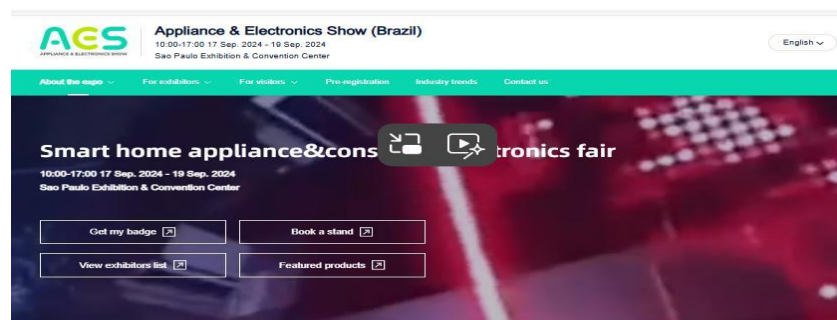 AES
APPLIANCE & ELECTRONICS SHOW
Appliance & Electronics Show (Brazil)
10:00-17:00 17 Sep. 2024 - 19 Sep. 2024
Sao Paulo Exhibition & Convention Center
English
About the expo For exhibitors For visitors Pre-registration Industry trends Contact us
Smart home appliance&cons tronics fair
10:00-17:00 17 Sep. 2024 - 19 Sep. 2024
Sao Paulo Exhibition & Convention Center
Get my badge Book a stand
View exhibitors list Featured products